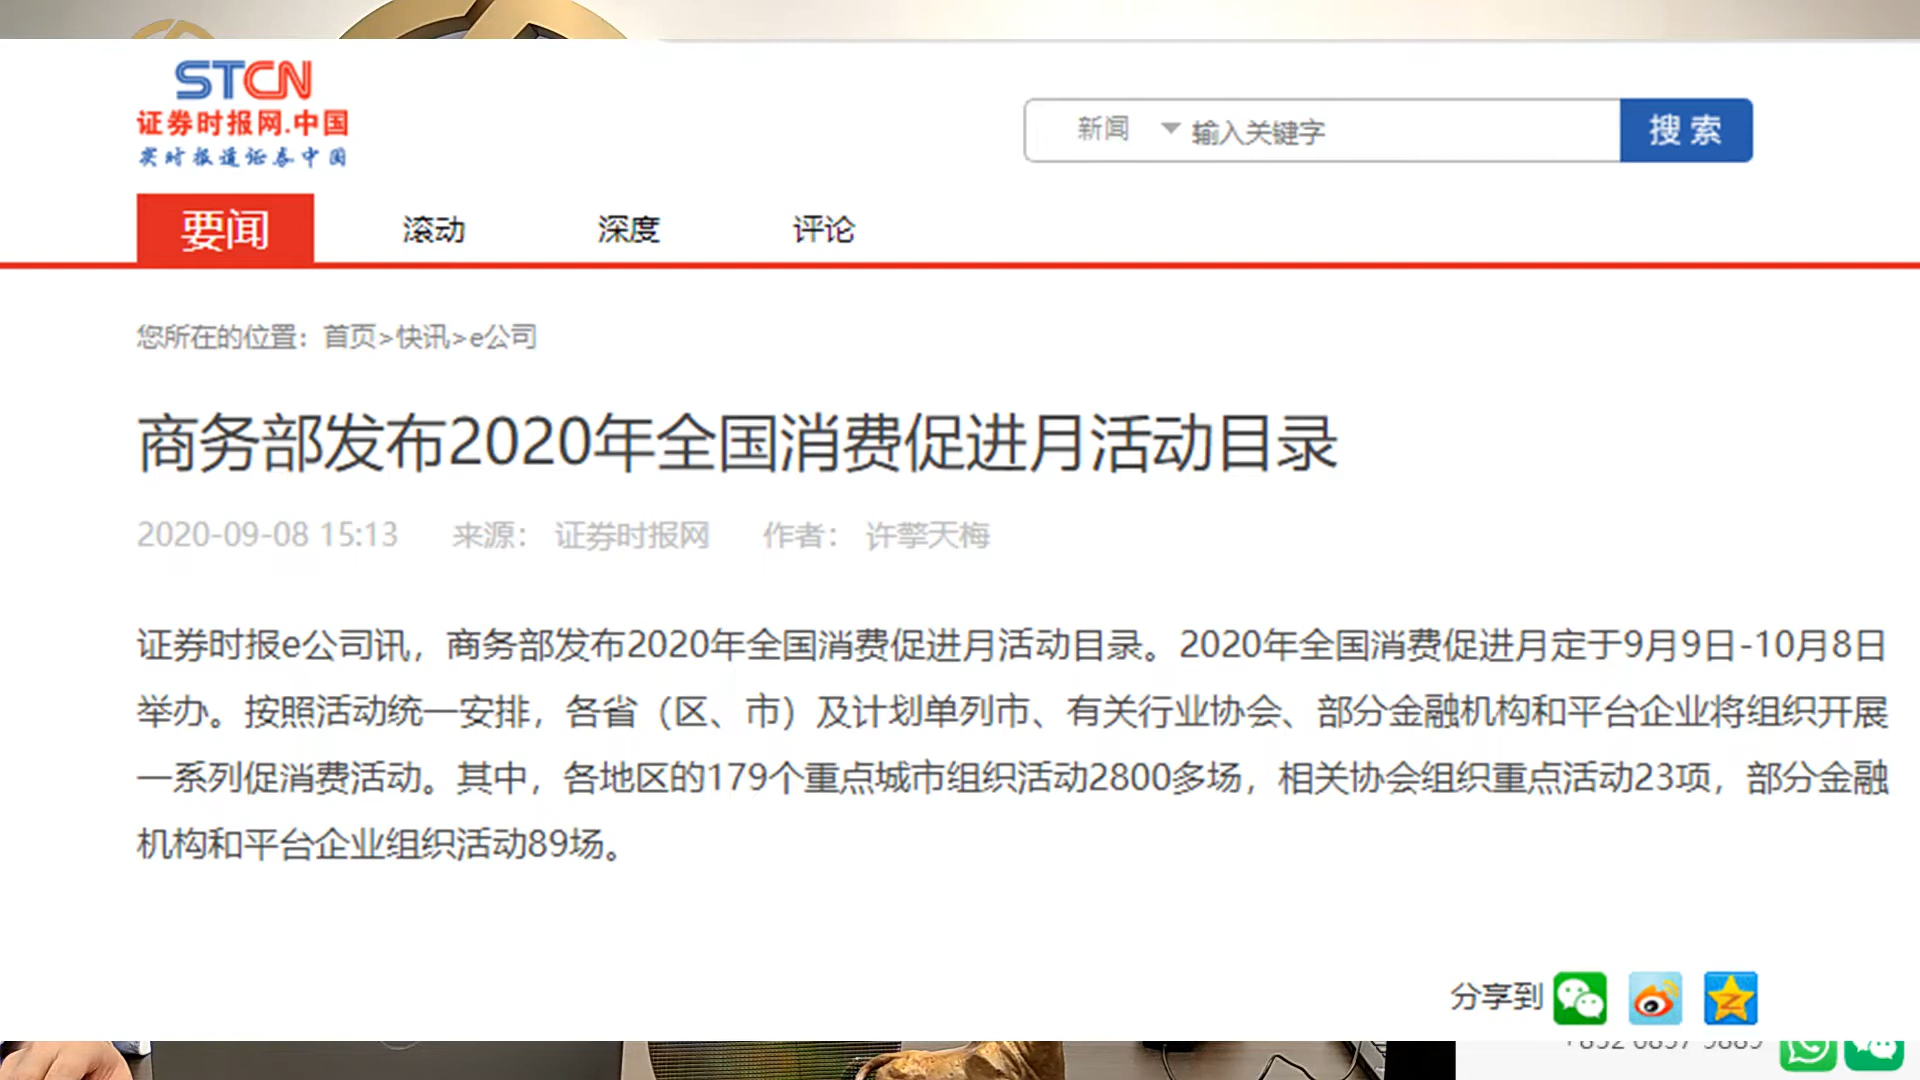 STCN
证券时报网.中国
实时报道证券中国
新闻 输入关键字 搜索
要闻 滚动 深度 评论
您所在的位置：首页>快讯>e公司
商务部发布2020年全国消费促进月活动目录
2020-09-08 15:13 来源： 证券时报网 作者： 许擎天梅
证券时报e公司讯，商务部发布2020年全国消费促进月活动目录。2020年全国消费促进月定于9月9日-10月8日
举办。按照活动统一安排，各省（区、市）及计划单列市、有关行业协会、部分金融机构和平台企业将组织开展
一系列促消费活动。其中，各地区的179个重点城市组织活动2800多场，相关协会组织重点活动23项，部分金融
机构和平台企业组织活动89场。
分享到